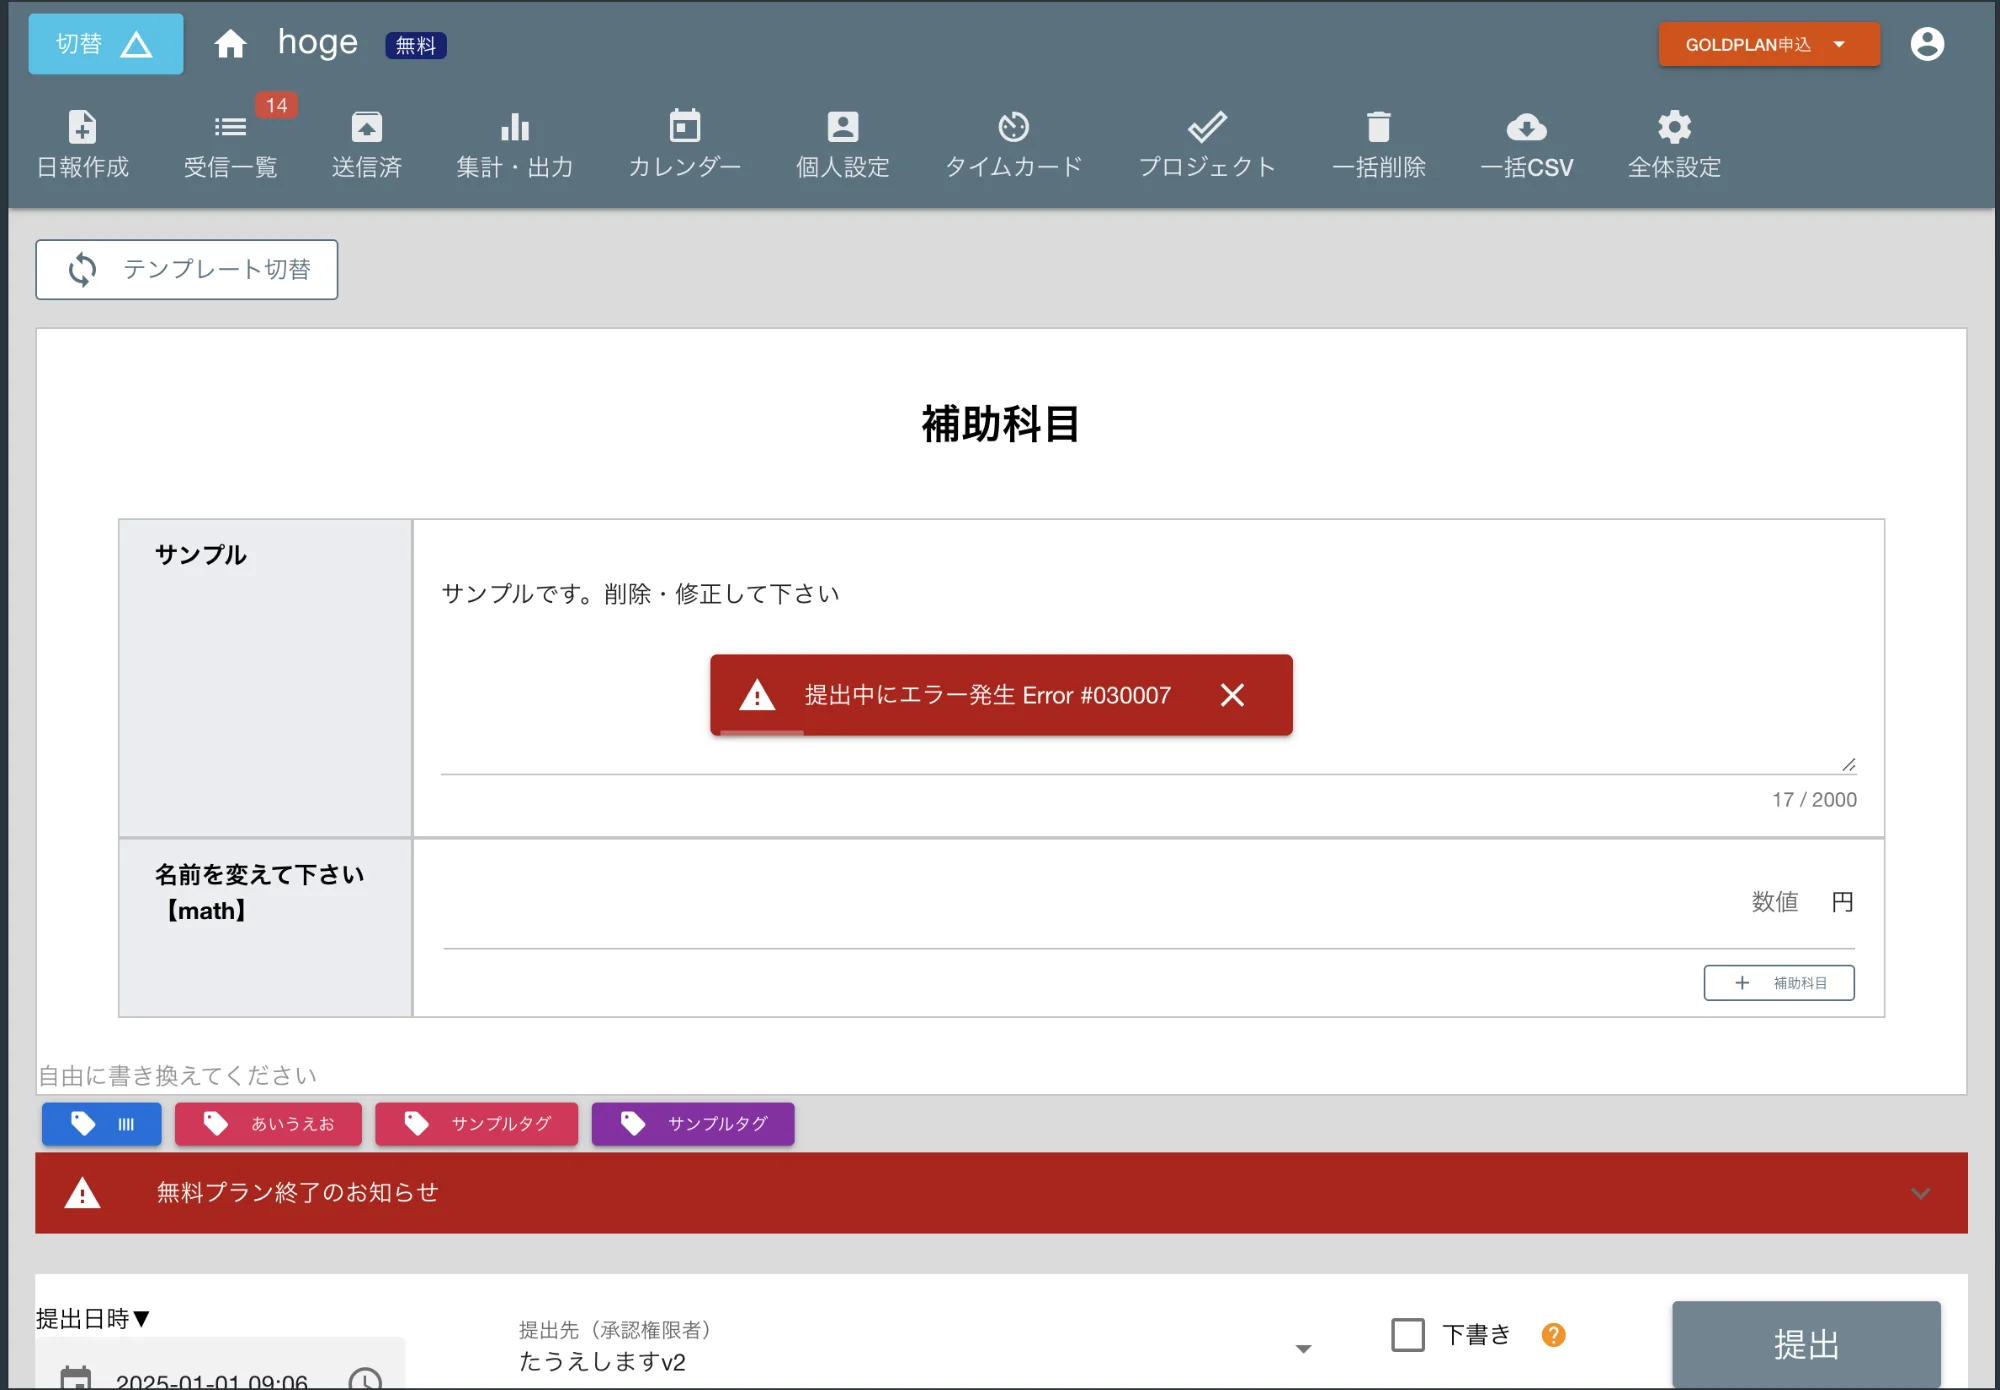 切替
hoge
無料
GOLDPLAN申込
14
日報作成
受信一覧
送信済
集計・出力
カレンダー
個人設定
タイムカード
プロジェクト
一括削除
一括CSV
全体設定
テンプレート切替
補助科目
サンプル
サンプルです。削除・修正して下さい
提出中にエラー発生 Error #030007
17 / 2000
名前を変えて下さい
【math】
数値 円
+ 補助科目
自由に書き換えてください
llll
あいうえお
サンプルタグ
サンプルタグ
無料プラン終了のお知らせ
提出日時▼
2025-01-01 09:06
提出先（承認権限者）
たうえしますv2
下書き
?
提出